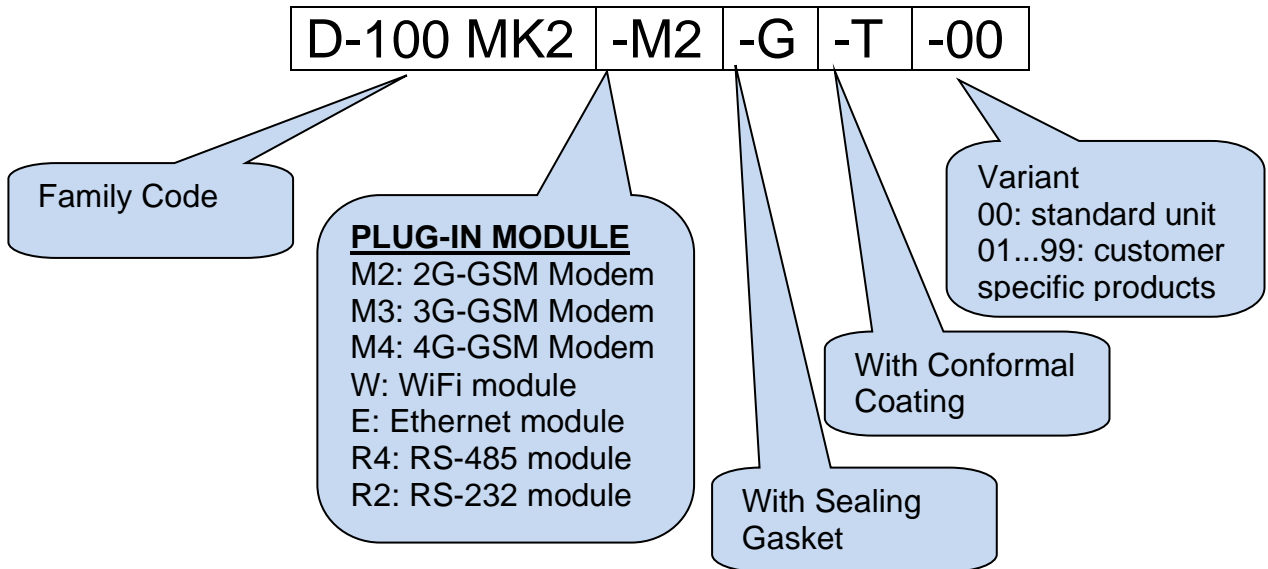 D-100 MK2 -M2 -G -T -00
Family Code
PLUG-IN MODULE
M2: 2G-GSM Modem
M3: 3G-GSM Modem
M4: 4G-GSM Modem
W: WiFi module
E: Ethernet module
R4: RS-485 module
R2: RS-232 module
With Sealing
Gasket
With Conformal
Coating
Variant
00: standard unit
01...99: customer
specific products